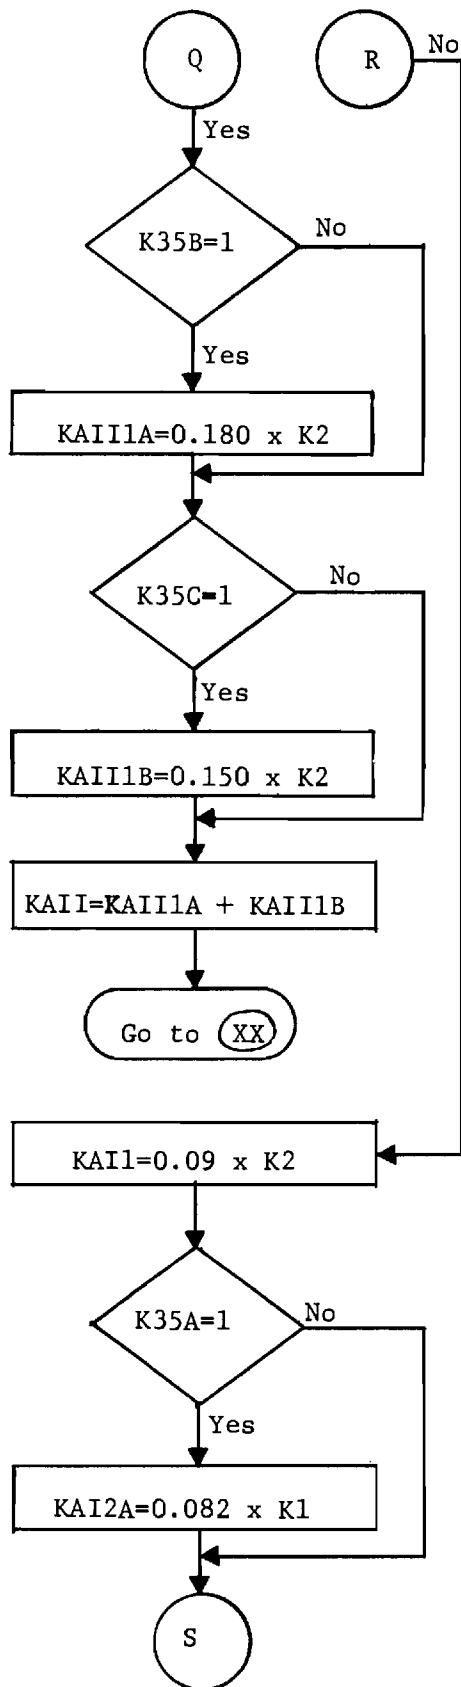 Q
R
No
Yes
K35B=1
No
Yes
KAII1A=0.180 x K2
K35C=1
No
Yes
KAII1B=0.150 x K2
KAII=KAII1A + KAII1B
Go to XX
KAI1=0.09 x K2
K35A=1
No
Yes
KAI2A=0.082 x K1
S